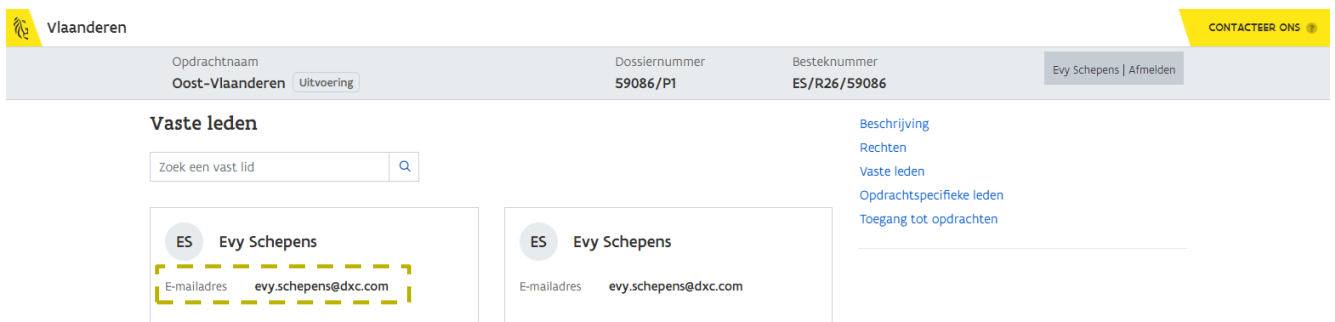 Vlaanderen
CONTACTEER ONS ?
Opdrachtnaam Dossiernummer Besteknummer
Oost-Vlaanderen Uitvoering 59086/P1 ES/R26/59086
Evy Schepens | Afmelden
Vaste leden
Zoek een vast lid
ES Evy Schepens
E-mailadres evy.schepens@dxc.com
ES Evy Schepens
E-mailadres evy.schepens@dxc.com
Beschrijving
Rechten
Vaste leden
Opdrachtspecifieke leden
Toegang tot opdrachten